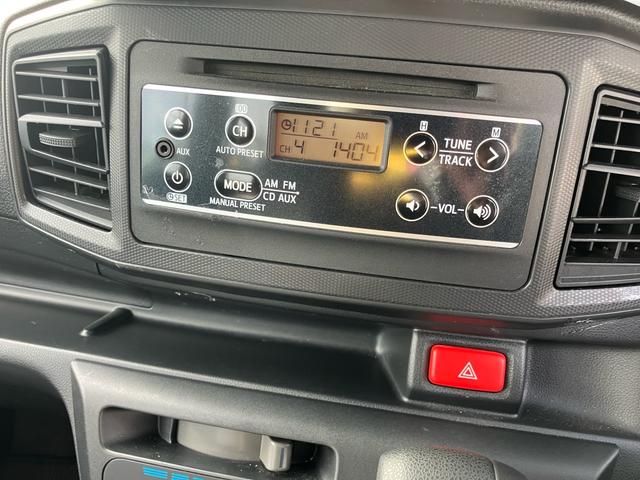 CH
AUTO PRESET
AUX
SET
MODE
AM FM
CD AUX
MANUAL PRESET
11:21 AM
CH 4 1404
H
M
TUNE
TRACK
VOL